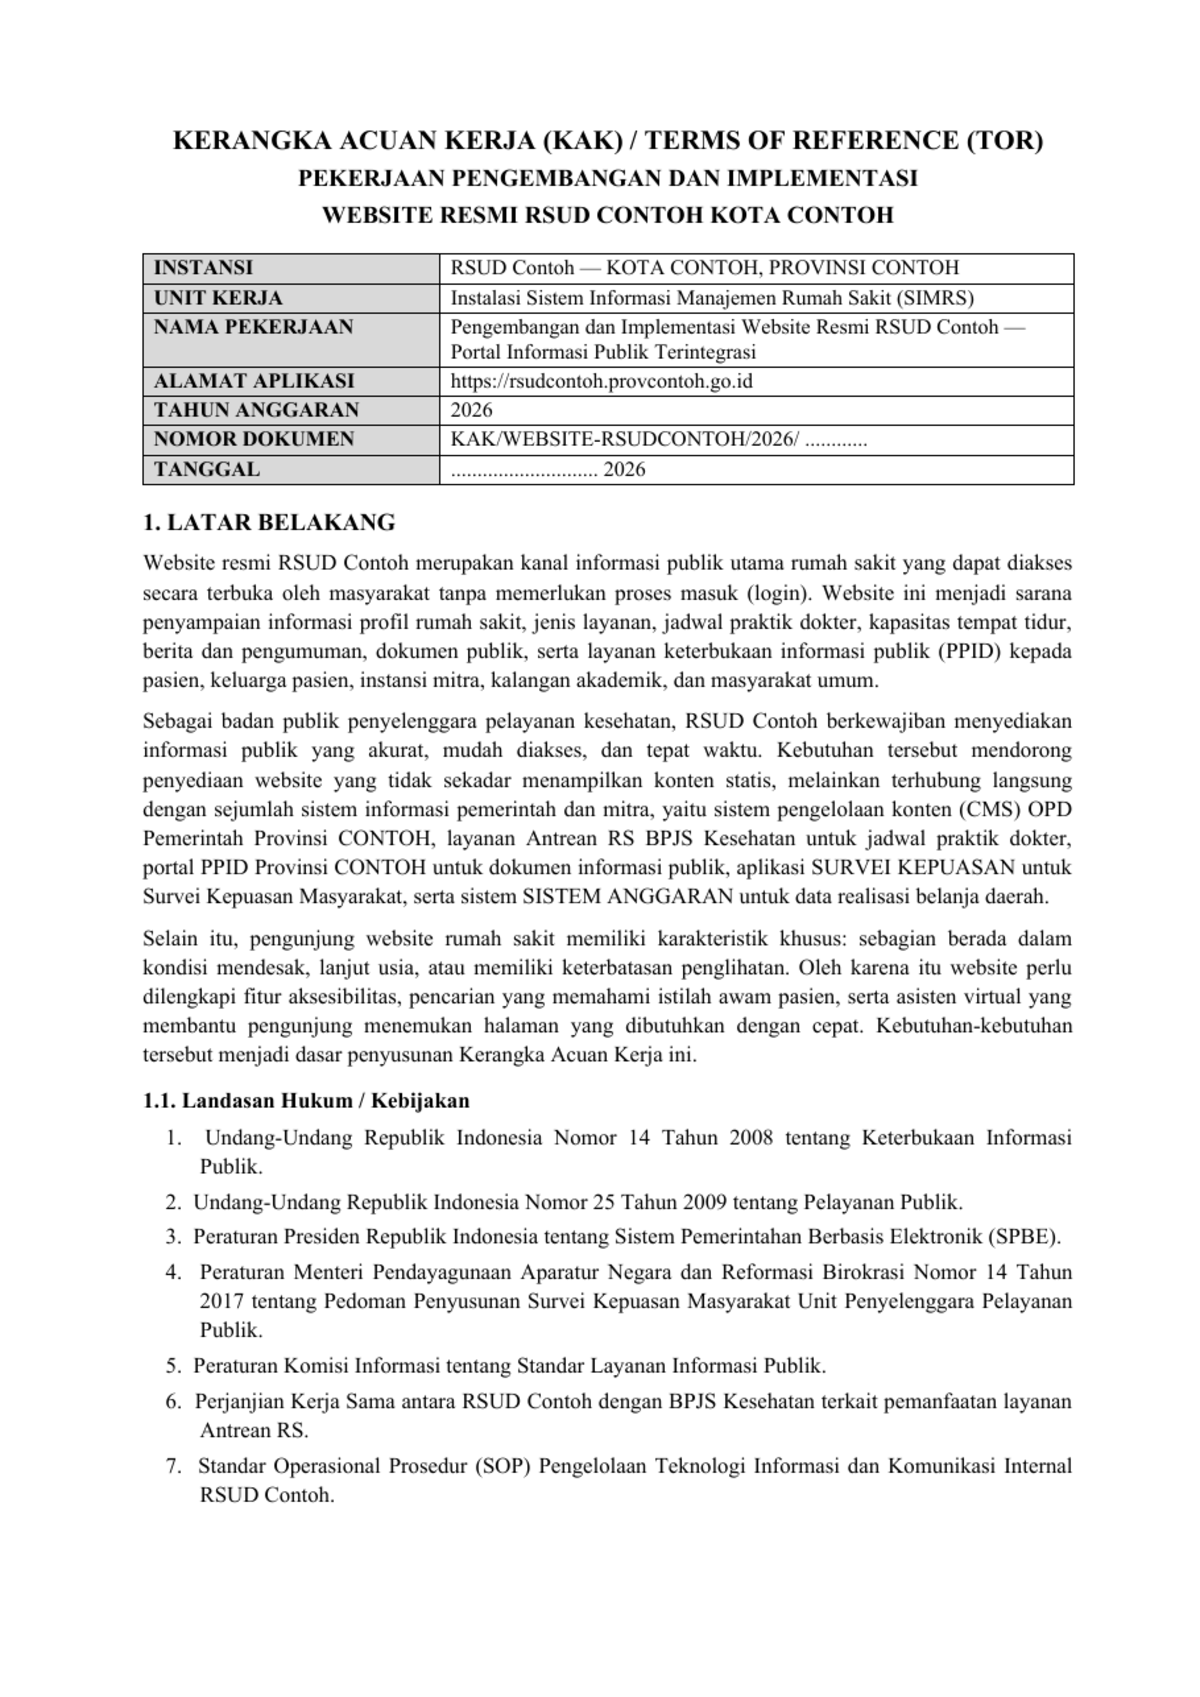 KERANGKA ACUAN KERJA (KAK) / TERMS OF REFERENCE (TOR)
PEKERJAAN PENGEMBANGAN DAN IMPLEMENTASI
WEBSITE RESMI RSUD CONTOH KOTA CONTOH
INSTANSI RSUD Contoh — KOTA CONTOH, PROVINSI CONTOH
UNIT KERJA Instalasi Sistem Informasi Manajemen Rumah Sakit (SIMRS)
NAMA PEKERJAAN Pengembangan dan Implementasi Website Resmi RSUD Contoh —
Portal Informasi Publik Terintegrasi
ALAMAT APLIKASI https://rsudcontoh.provcontoh.go.id
TAHUN ANGGARAN 2026
NOMOR DOKUMEN KAK/WEBSITE-RSUDCONTOH/2026/ ............
TANGGAL ............................ 2026
1. LATAR BELAKANG
Website resmi RSUD Contoh merupakan kanal informasi publik utama rumah sakit yang dapat diakses
secara terbuka oleh masyarakat tanpa memerlukan proses masuk (login). Website ini menjadi sarana
penyampaian informasi profil rumah sakit, jenis layanan, jadwal praktik dokter, kapasitas tempat tidur,
berita dan pengumuman, dokumen publik, serta layanan keterbukaan informasi publik (PPID) kepada
pasien, keluarga pasien, instansi mitra, kalangan akademik, dan masyarakat umum.
Sebagai badan publik penyelenggara pelayanan kesehatan, RSUD Contoh berkewajiban menyediakan
informasi publik yang akurat, mudah diakses, dan tepat waktu. Kebutuhan tersebut mendorong
penyediaan website yang tidak sekadar menampilkan konten statis, melainkan terhubung langsung
dengan sejumlah sistem informasi pemerintah dan mitra, yaitu sistem pengelolaan konten (CMS) OPD
Pemerintah Provinsi CONTOH, layanan Antrean RS BPJS Kesehatan untuk jadwal praktik dokter,
portal PPID Provinsi CONTOH untuk dokumen informasi publik, aplikasi SURVEI KEPUASAN untuk
Survei Kepuasan Masyarakat, serta sistem SISTEM ANGGARAN untuk data realisasi belanja daerah.
Selain itu, pengunjung website rumah sakit memiliki karakteristik khusus: sebagian berada dalam
kondisi mendesak, lanjut usia, atau memiliki keterbatasan penglihatan. Oleh karena itu website perlu
dilengkapi fitur aksesibilitas, pencarian yang memahami istilah awam pasien, serta asisten virtual yang
membantu pengunjung menemukan halaman yang dibutuhkan dengan cepat. Kebutuhan-kebutuhan
tersebut menjadi dasar penyusunan Kerangka Acuan Kerja ini.
1.1. Landasan Hukum / Kebijakan
1. Undang-Undang Republik Indonesia Nomor 14 Tahun 2008 tentang Keterbukaan Informasi
Publik.
2. Undang-Undang Republik Indonesia Nomor 25 Tahun 2009 tentang Pelayanan Publik.
3. Peraturan Presiden Republik Indonesia tentang Sistem Pemerintahan Berbasis Elektronik (SPBE).
4. Peraturan Menteri Pendayagunaan Aparatur Negara dan Reformasi Birokrasi Nomor 14 Tahun
2017 tentang Pedoman Penyusunan Survei Kepuasan Masyarakat Unit Penyelenggara Pelayanan
Publik.
5. Peraturan Komisi Informasi tentang Standar Layanan Informasi Publik.
6. Perjanjian Kerja Sama antara RSUD Contoh dengan BPJS Kesehatan terkait pemanfaatan layanan
Antrean RS.
7. Standar Operasional Prosedur (SOP) Pengelolaan Teknologi Informasi dan Komunikasi Internal
RSUD Contoh.